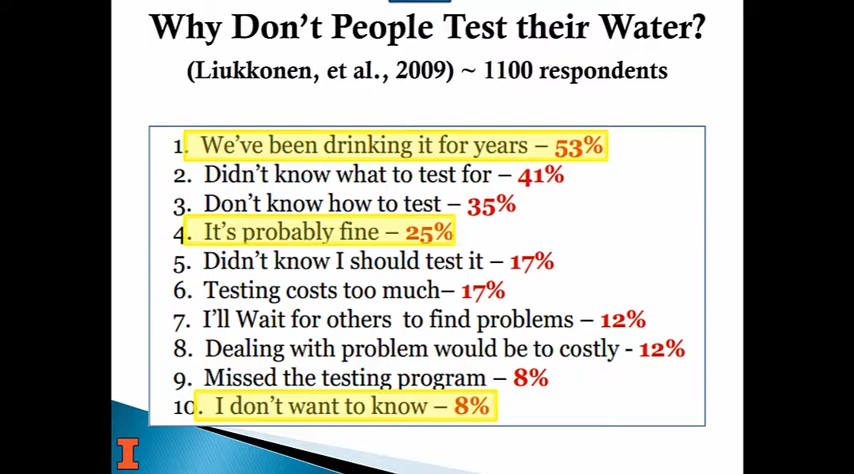 Why Don't People Test their Water?
(Liukkonen, et al., 2009) ~ 1100 respondents
1. We've been drinking it for years – 53%
2. Didn't know what to test for – 41%
3. Don't know how to test – 35%
4. It's probably fine – 25%
5. Didn't know I should test it – 17%
6. Testing costs too much– 17%
7. I'll Wait for others to find problems – 12%
8. Dealing with problem would be to costly - 12%
9. Missed the testing program – 8%
10. I don't want to know – 8%
I